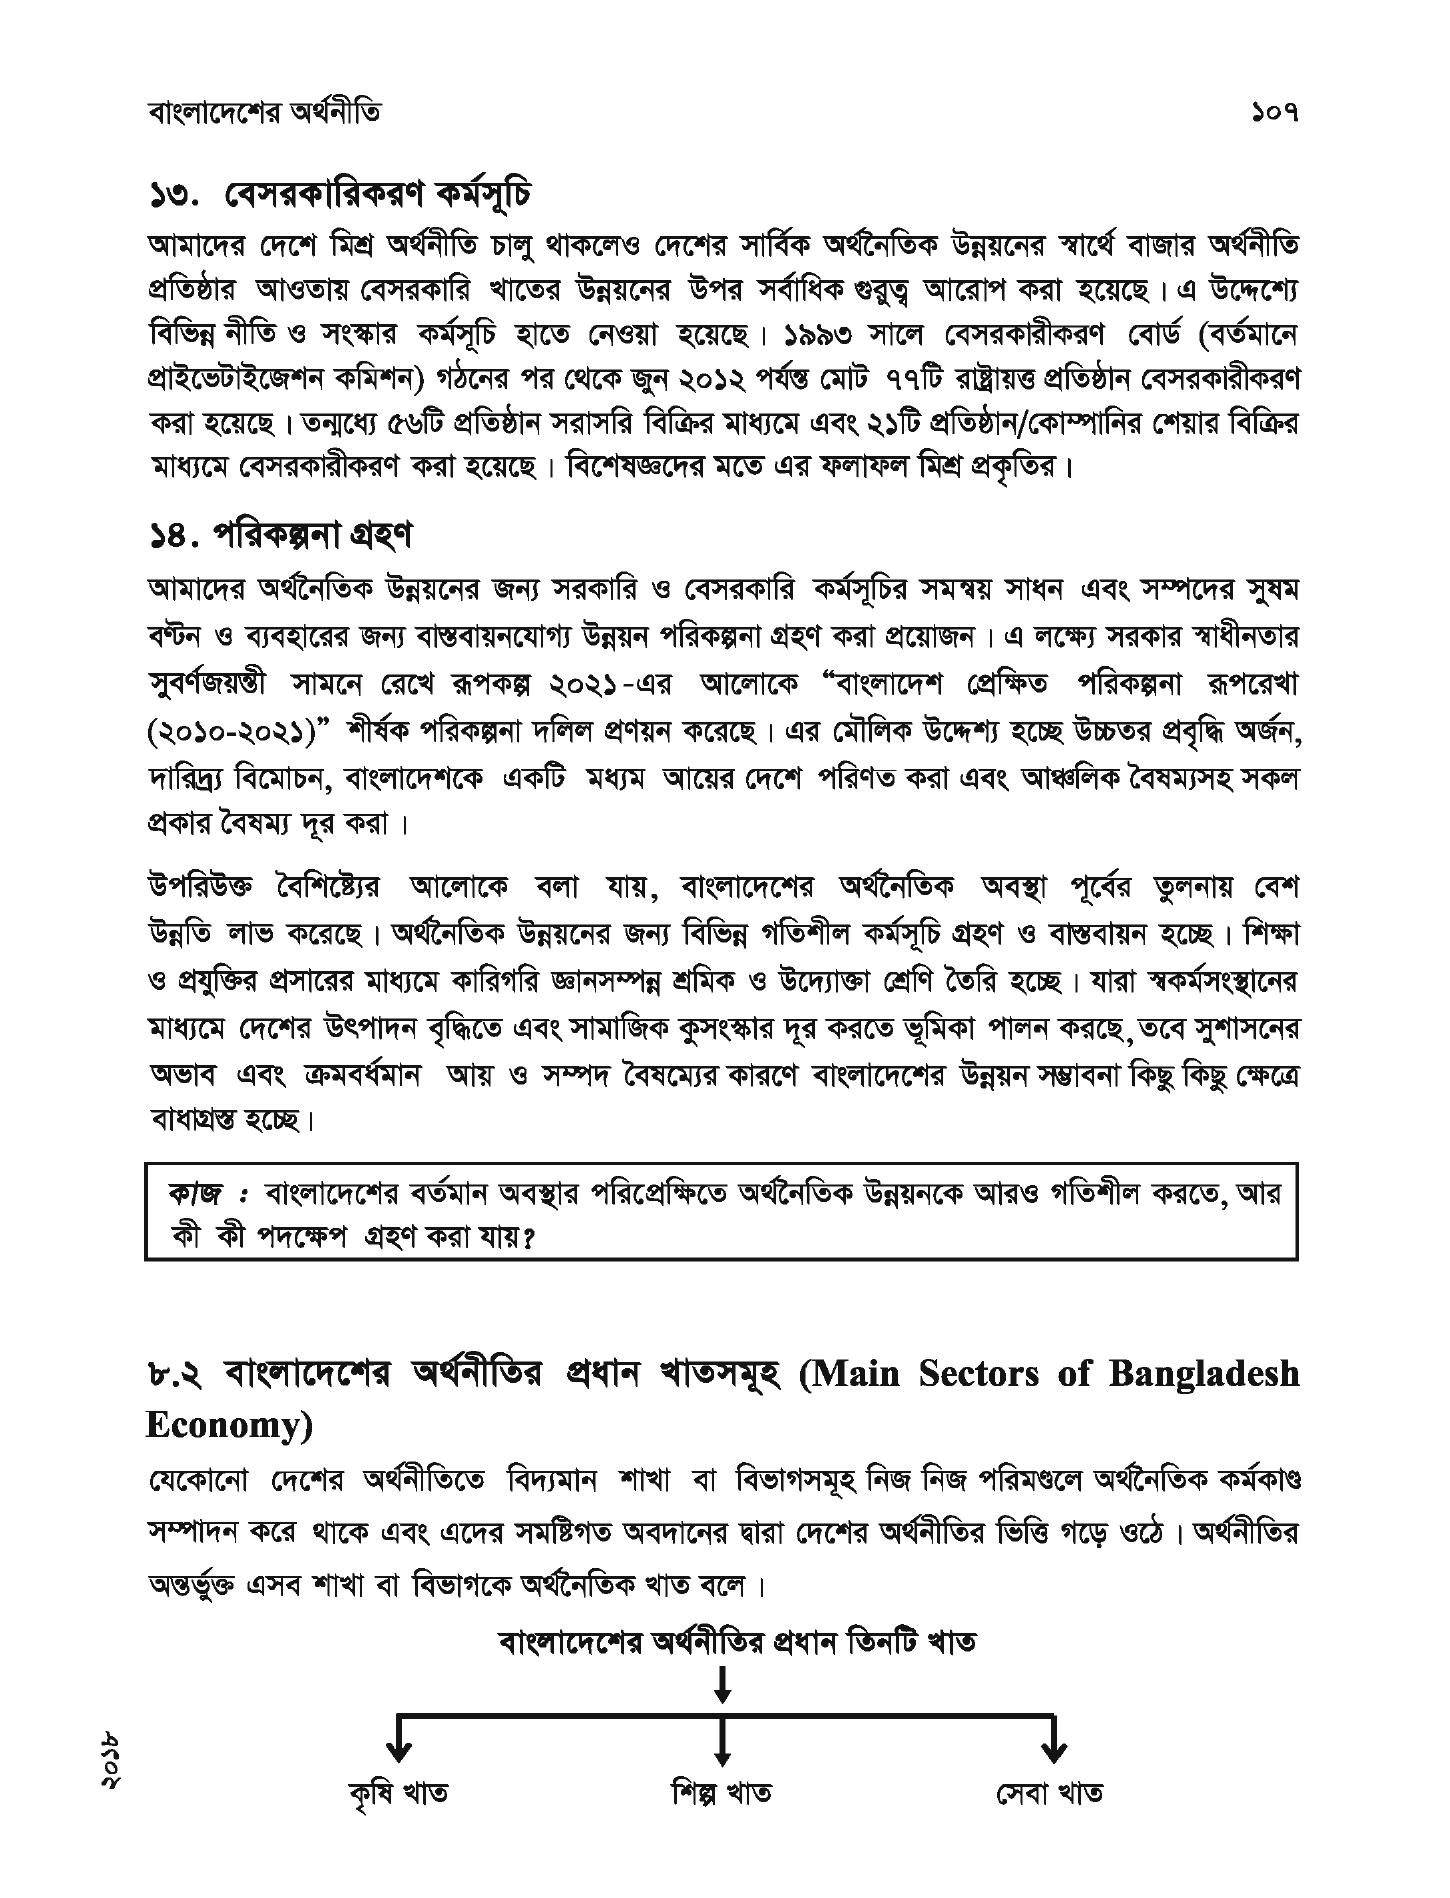 বাংলাদেশের অর্থনীতি ১০৭
১৩. বেসরকারিকরণ কর্মসূচি
আমাদের দেশে মিশ্র অর্থনীতি চালু থাকলেও দেশের সার্বিক অর্থনৈতিক উন্নয়নের স্বার্থে বাজার অর্থনীতি
প্রতিষ্ঠার আওতায় বেসরকারি খাতের উন্নয়নের উপর সর্বাধিক গুরুত্ব আরোপ করা হয়েছে। এ উদ্দেশ্যে
বিভিন্ন নীতি ও সংস্কার কর্মসূচি হাতে নেওয়া হয়েছে। ১৯৯৩ সালে বেসরকারীকরণ বোর্ড (বর্তমানে
প্রাইভেটাইজেশন কমিশন) গঠনের পর থেকে জুন ২০১২ পর্যন্ত মোট ৭৭টি রাষ্ট্রায়ত্ত প্রতিষ্ঠান বেসরকারীকরণ
করা হয়েছে। তন্মধ্যে ৫৬টি প্রতিষ্ঠান সরাসরি বিক্রির মাধ্যমে এবং ২১টি প্রতিষ্ঠান/কোম্পানির শেয়ার বিক্রির
মাধ্যমে বেসরকারীকরণ করা হয়েছে। বিশেষজ্ঞদের মতে এর ফলাফল মিশ্র প্রকৃতির।
১৪. পরিকল্পনা গ্রহণ
আমাদের অর্থনৈতিক উন্নয়নের জন্য সরকারি ও বেসরকারি কর্মসূচির সমন্বয় সাধন এবং সম্পদের সুষম
বণ্টন ও ব্যবহারের জন্য বাস্তবায়নযোগ্য উন্নয়ন পরিকল্পনা গ্রহণ করা প্রয়োজন। এ লক্ষ্যে সরকার স্বাধীনতার
সুবর্ণজয়ন্তী সামনে রেখে রূপকল্প ২০২১-এর আলোকে “বাংলাদেশ প্রেক্ষিত পরিকল্পনা রূপরেখা
(২০১০-২০২১)” শীর্ষক পরিকল্পনা দলিল প্রণয়ন করেছে। এর মৌলিক উদ্দেশ্য হচ্ছে উচ্চতর প্রবৃদ্ধি অর্জন,
দারিদ্র্য বিমোচন, বাংলাদেশকে একটি মধ্যম আয়ের দেশে পরিণত করা এবং আঞ্চলিক বৈষম্যসহ সকল
প্রকার বৈষম্য দূর করা।
উপরিউক্ত বৈশিষ্ট্যের আলোকে বলা যায়, বাংলাদেশের অর্থনৈতিক অবস্থা পূর্বের তুলনায় বেশ
উন্নতি লাভ করেছে। অর্থনৈতিক উন্নয়নের জন্য বিভিন্ন গতিশীল কর্মসূচি গ্রহণ ও বাস্তবায়ন হচ্ছে। শিক্ষা
ও প্রযুক্তির প্রসারের মাধ্যমে কারিগরি জ্ঞানসম্পন্ন শ্রমিক ও উদ্যোক্তা শ্রেণি তৈরি হচ্ছে। যারা স্বকর্মসংস্থানের
মাধ্যমে দেশের উৎপাদন বৃদ্ধিতে এবং সামাজিক কুসংস্কার দূর করতে ভূমিকা পালন করছে, তবে সুশাসনের
অভাব এবং ক্রমবর্ধমান আয় ও সম্পদ বৈষম্যের কারণে বাংলাদেশের উন্নয়ন সম্ভাবনা কিছু কিছু ক্ষেত্রে
বাধাগ্রস্ত হচ্ছে।
কাজ : বাংলাদেশের বর্তমান অবস্থার পরিপ্রেক্ষিতে অর্থনৈতিক উন্নয়নকে আরও গতিশীল করতে, আর
কী কী পদক্ষেপ গ্রহণ করা যায়?
৮.২ বাংলাদেশের অর্থনীতির প্রধান খাতসমূহ (Main Sectors of Bangladesh
Economy)
যেকোনো দেশের অর্থনীতিতে বিদ্যমান শাখা বা বিভাগসমূহ নিজ নিজ পরিমণ্ডলে অর্থনৈতিক কর্মকাণ্ড
সম্পাদন করে থাকে এবং এদের সমষ্টিগত অবদানের দ্বারা দেশের অর্থনীতির ভিত্তি গড়ে ওঠে। অর্থনীতির
অন্তর্ভুক্ত এসব শাখা বা বিভাগকে অর্থনৈতিক খাত বলে।
বাংলাদেশের অর্থনীতির প্রধান তিনটি খাত
কৃষি খাত শিল্প খাত সেবা খাত
২০১৮